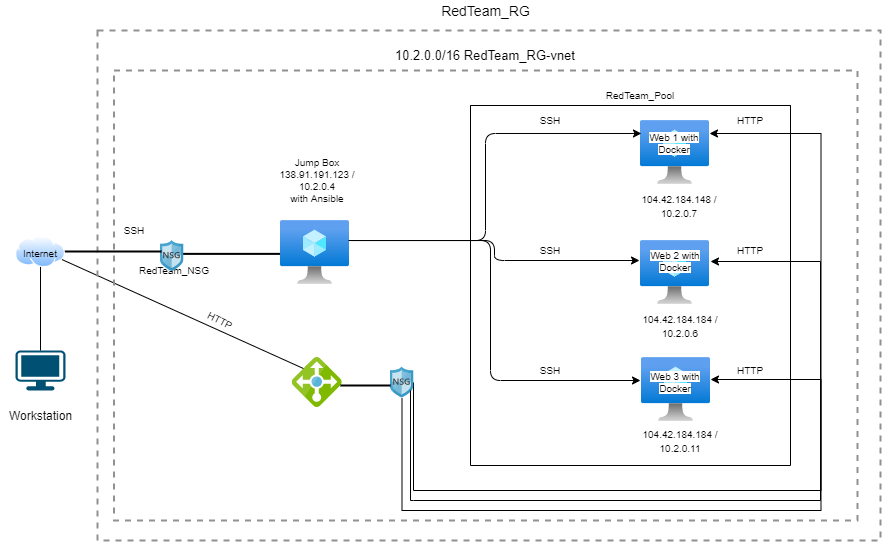 RedTeam_RG
10.2.0.0/16 RedTeam_RG-vnet
RedTeam_Pool
SSH
HTTP
Web 1 with
Docker
104.42.184.148 /
10.2.0.7
Jump Box
138.91.191.123 /
10.2.0.4
with Ansible
SSH
Internet
NSG
RedTeam_NSG
SSH
HTTP
Web 2 with
Docker
104.42.184.184 /
10.2.0.6
HTTP
NSG
SSH
HTTP
Web 3 with
Docker
104.42.184.184 /
10.2.0.11
Workstation